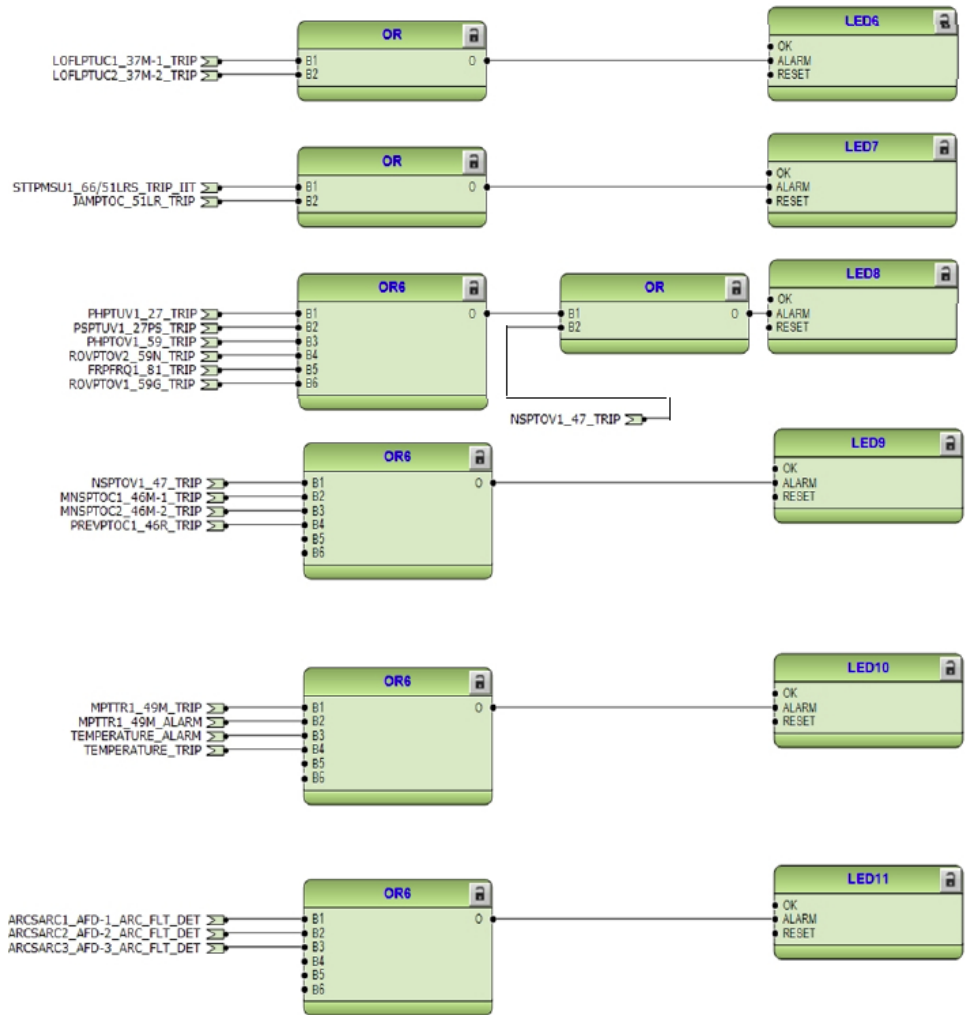 OR
LED6
LOFLPTUC1_37M-1_TRIP
LOFLPTUC2_37M-2_TRIP
B1
B2
O
OK
ALARM
RESET
OR
LED7
STTPMSU1_66/51LRS_TRIP_IIT
JAMPTOC_51LR_TRIP
B1
B2
O
OK
ALARM
RESET
OR6
OR
LED8
PHPTUV1_27_TRIP
PSPTUV1_27PS_TRIP
PHPTOV1_59_TRIP
ROVPTOV2_59N_TRIP
FRPFRQ1_81_TRIP
ROVPTOV1_59G_TRIP
B1
B2
B3
B4
B5
B6
O
B1
B2
O
OK
ALARM
RESET
NSPTOV1_47_TRIP
OR6
LED9
NSPTOV1_47_TRIP
MNSPTOC1_46M-1_TRIP
MNSPTOC2_46M-2_TRIP
PREVPTOC1_46R_TRIP
B1
B2
B3
B4
B5
B6
O
OK
ALARM
RESET
OR6
LED10
MPTTR1_49M_TRIP
MPTTR1_49M_ALARM
TEMPERATURE_ALARM
TEMPERATURE_TRIP
B1
B2
B3
B4
B5
B6
O
OK
ALARM
RESET
OR6
LED11
ARCSARC1_AFD-1_ARC_FLT_DET
ARCSARC2_AFD-2_ARC_FLT_DET
ARCSARC3_AFD-3_ARC_FLT_DET
B1
B2
B3
B4
B5
B6
O
OK
ALARM
RESET